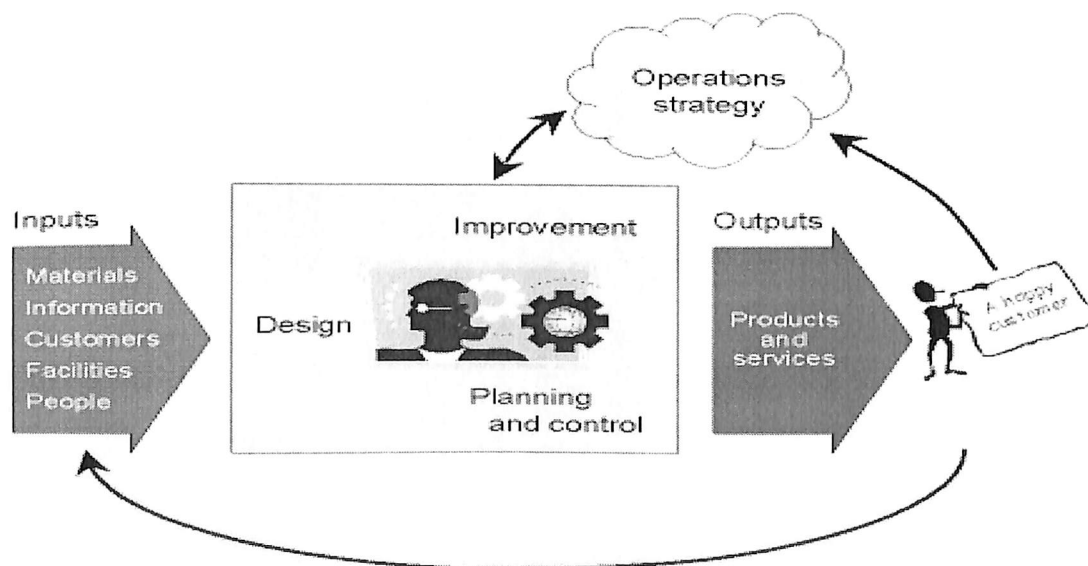 Operations
strategy
Inputs
Materials
Information
Customers
Facilities
People
Improvement
Design
Planning
and control
Outputs
Products
and
services
A happy
customer